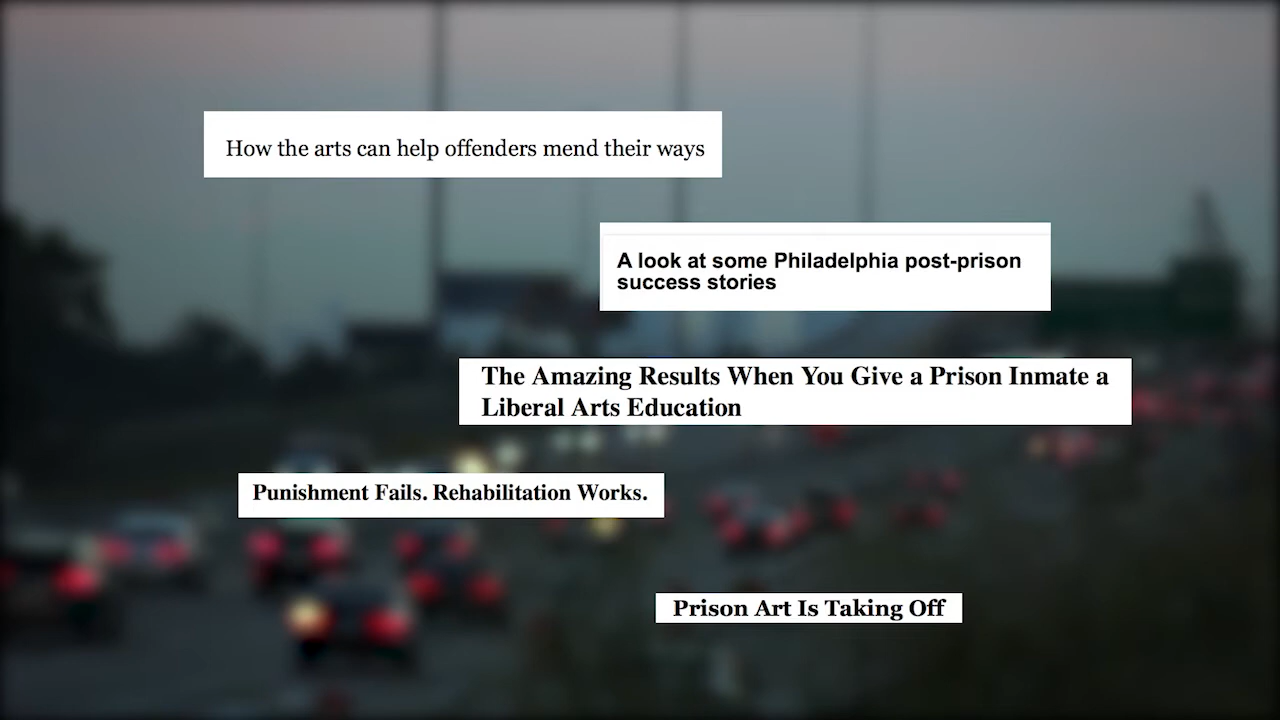 How the arts can help offenders mend their ways
A look at some Philadelphia post-prison
success stories
The Amazing Results When You Give a Prison Inmate a
Liberal Arts Education
Punishment Fails. Rehabilitation Works.
Prison Art Is Taking Off